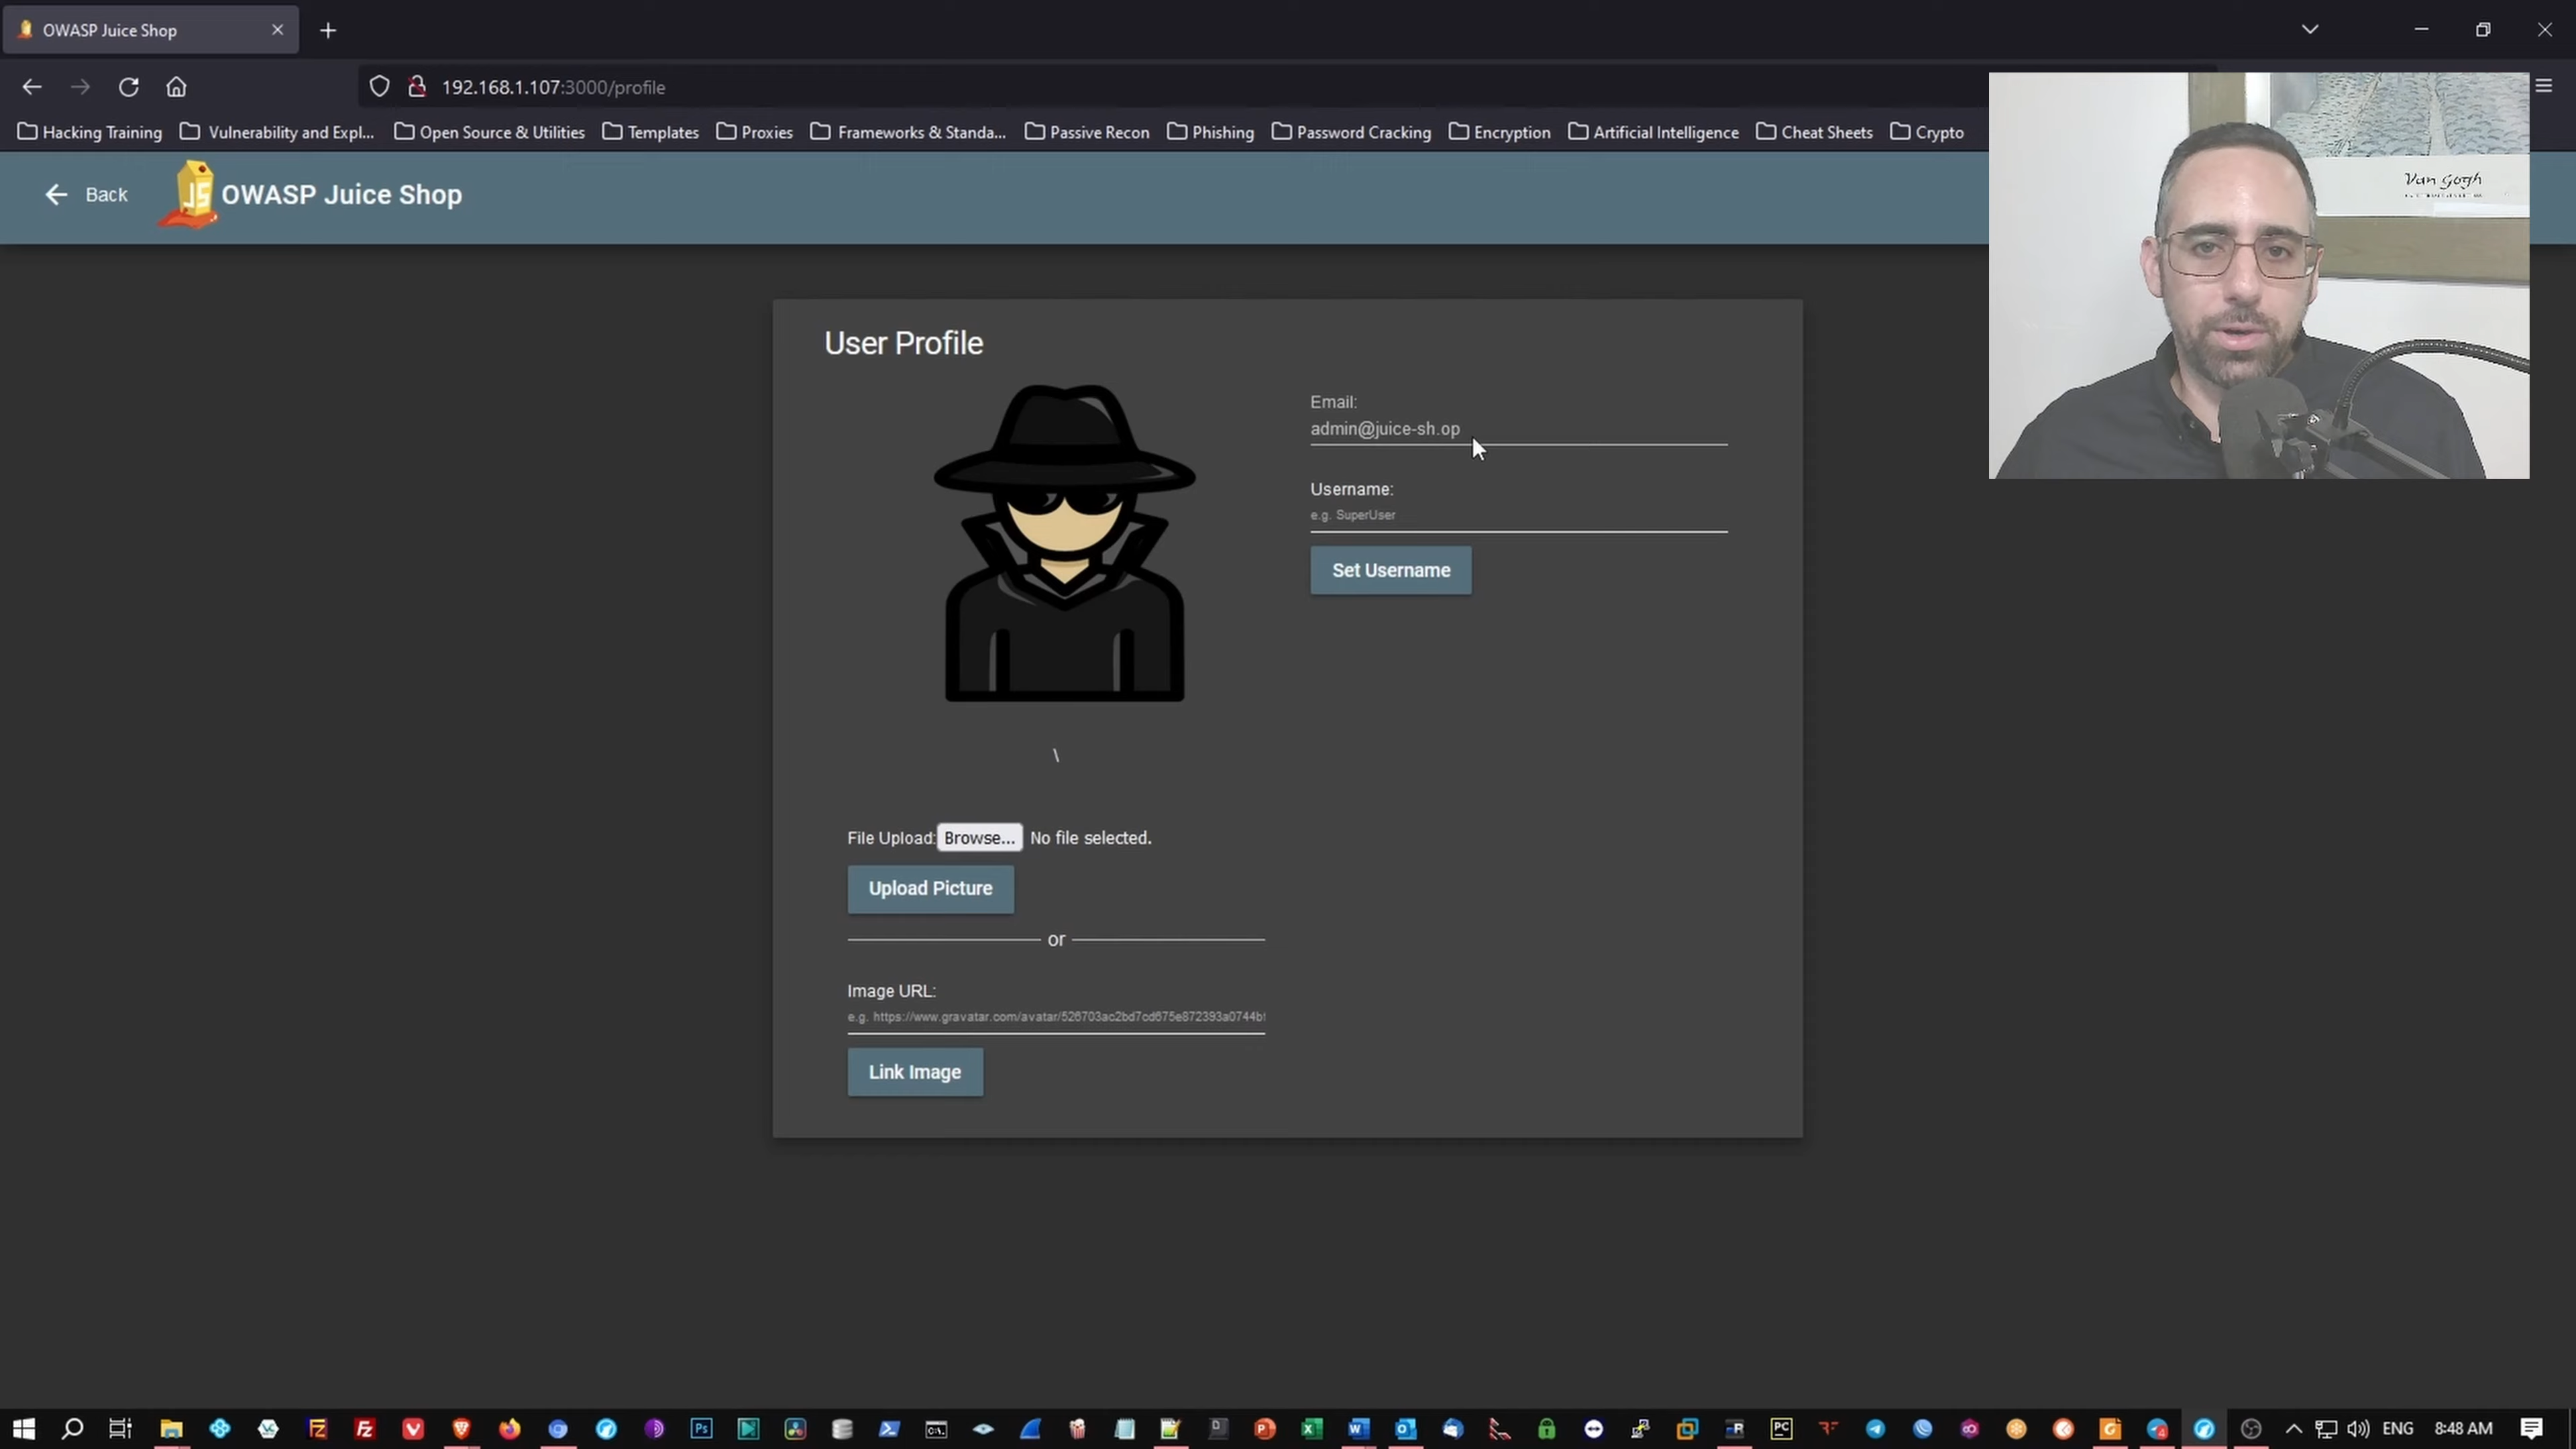 OWASP Juice Shop
192.168.1.107:3000/profile
Hacking Training Vulnerability and Expl... Open Source & Utilities Templates Proxies Frameworks & Standa... Passive Recon Phishing Password Cracking Encryption Artificial Intelligence Cheat Sheets Crypto
Van Gogh
Back
JS
OWASP Juice Shop
User Profile
Email:
admin@juice-sh.op
Username:
e.g. SuperUser
Set Username
\
File Upload: Browse... No file selected.
Upload Picture
or
Image URL:
e.g. https://www.gravatar.com/avatar/526703ac2bd7cd675e872393a0744bf
Link Image
ENG 8:48 AM